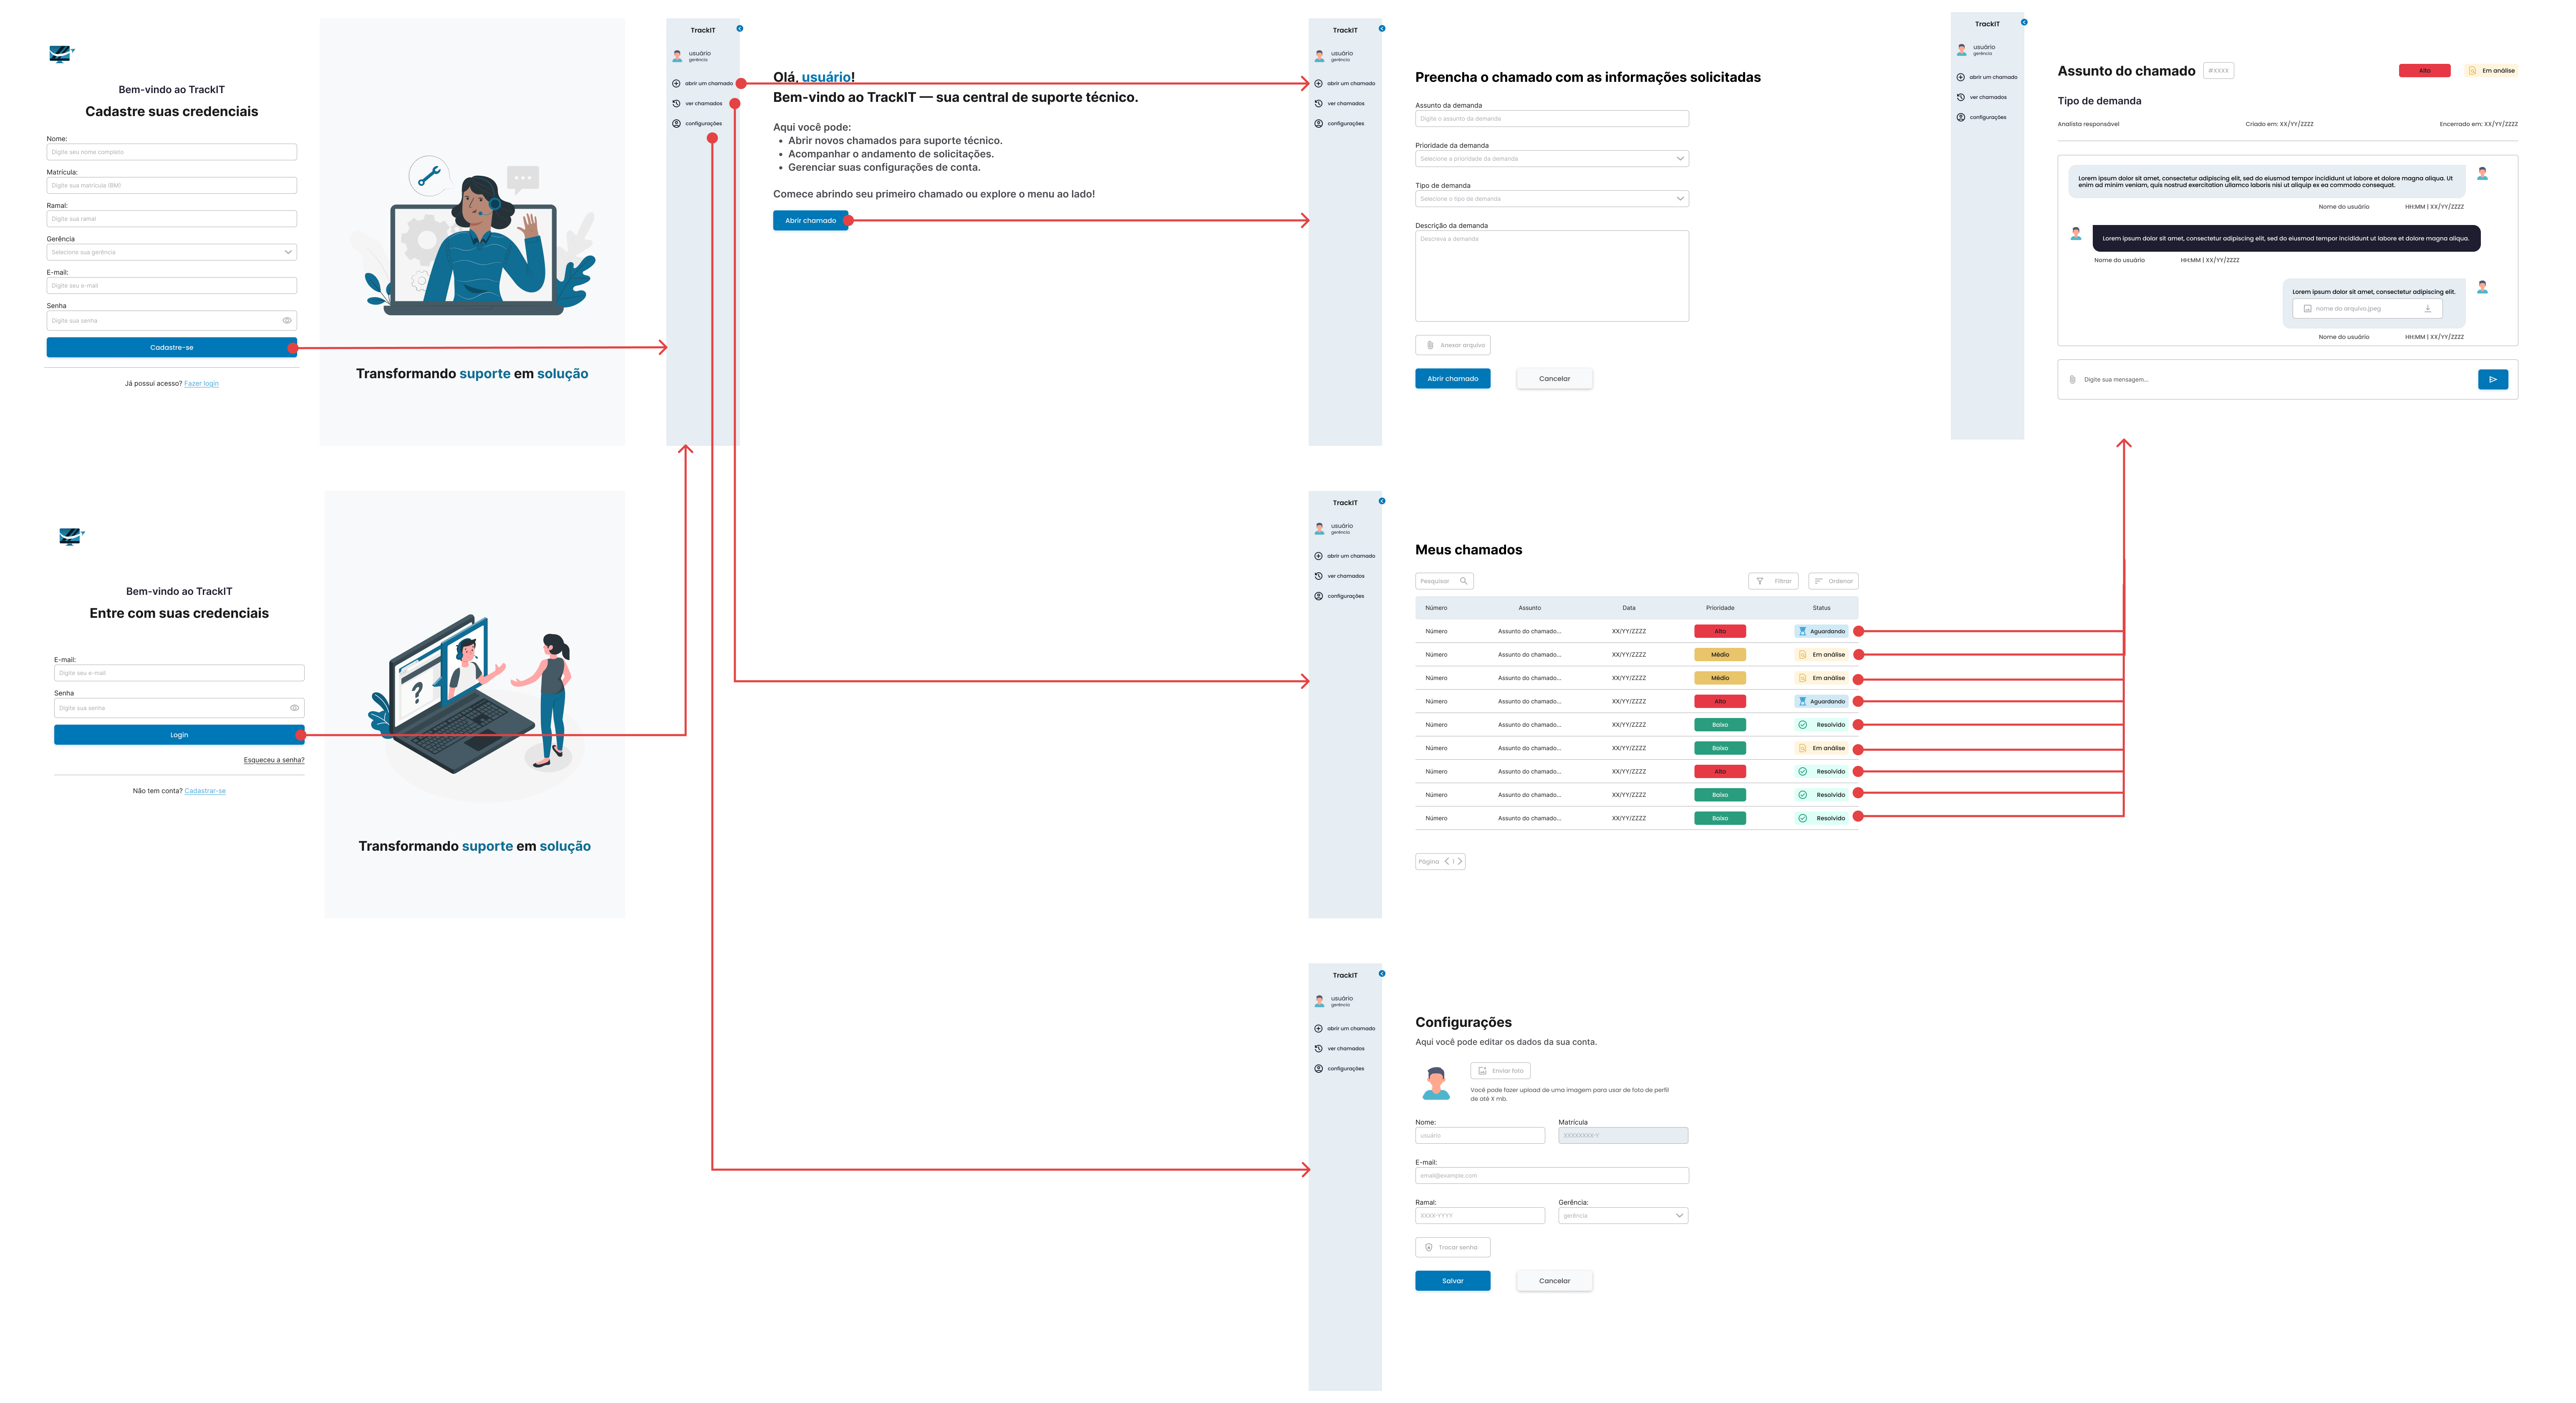 Bem-vindo ao TrackIT
Cadastre suas credenciais
Nome:
Digite seu nome completo
Matrícula:
Digite sua matrícula (BM)
Ramal:
Digite sua ramal
Gerência
Selecione sua gerência
E-mail:
Digite seu e-mail
Senha
Digite sua senha
Cadastre-se
Já possui acesso? Fazer login
Transformando suporte em solução
TrackIT
usuário
gerência
abrir um chamado
ver chamados
configurações
Olá, usuário!
Bem-vindo ao TrackIT — sua central de suporte técnico.
Aqui você pode:
• Abrir novos chamados para suporte técnico.
• Acompanhar o andamento de solicitações.
• Gerenciar suas configurações de conta.
Comece abrindo seu primeiro chamado ou explore o menu ao lado!
Abrir chamado
TrackIT
usuário
gerência
abrir um chamado
ver chamados
configurações
Preencha o chamado com as informações solicitadas
Assunto da demanda
Digite o assunto da demanda
Prioridade da demanda
Selecione a prioridade da demanda
Tipo de demanda
Selecione o tipo de demanda
Descrição da demanda
Descreva a demanda
Anexar arquivo
Abrir chamado
Cancelar
TrackIT
usuário
gerência
abrir um chamado
ver chamados
configurações
Assunto do chamado
#XXXX
Alto
Em análise
Tipo de demanda
Analista responsável
Criado em: XX/YY/ZZZZ
Encerrado em: XX/YY/ZZZZ
Lorem ipsum dolor sit amet, consectetur adipiscing elit, sed do eiusmod tempor incididunt ut labore et dolore magna aliqua. Ut
enim ad minim veniam, quis nostrud exercitation ullamco laboris nisi ut aliquip ex ea commodo consequat.
Nome do usuário
HH:MM | XX/YY/ZZZZ
Lorem ipsum dolor sit amet, consectetur adipiscing elit, sed do eiusmod tempor incididunt ut labore et dolore magna aliqua.
Nome do usuário
HH:MM | XX/YY/ZZZZ
Lorem ipsum dolor sit amet, consectetur adipiscing elit.
nome do arquivo.jpeg
Nome do usuário
HH:MM | XX/YY/ZZZZ
Digite sua mensagem...
Bem-vindo ao TrackIT
Entre com suas credenciais
E-mail:
Digite seu e-mail
Senha
Digite sua senha
Login
Esqueceu a senha?
Não tem conta? Cadastrar-se
?
Transformando suporte em solução
TrackIT
usuário
gerência
abrir um chamado
ver chamados
configurações
Meus chamados
Pesquisar
Filtrar
Ordenar
Número Assunto Data Prioridade Status
Número Assunto do chamado... XX/YY/ZZZZ Alto Aguardando
Número Assunto do chamado... XX/YY/ZZZZ Médio Em análise
Número Assunto do chamado... XX/YY/ZZZZ Médio Em análise
Número Assunto do chamado... XX/YY/ZZZZ Alto Aguardando
Número Assunto do chamado... XX/YY/ZZZZ Baixo Resolvido
Número Assunto do chamado... XX/YY/ZZZZ Baixo Em análise
Número Assunto do chamado... XX/YY/ZZZZ Alto Resolvido
Número Assunto do chamado... XX/YY/ZZZZ Baixo Resolvido
Número Assunto do chamado... XX/YY/ZZZZ Baixo Resolvido
Página 1
TrackIT
usuário
gerência
abrir um chamado
ver chamados
configurações
Configurações
Aqui você pode editar os dados da sua conta.
Enviar foto
Você pode fazer upload de uma imagem para usar de foto de perfil
de até X mb.
Nome:
usuário
Matrícula
XXXXXXXX-Y
E-mail:
email@example.com
Ramal:
XXXX-YYYY
Gerência:
gerência
Trocar senha
Salvar
Cancelar